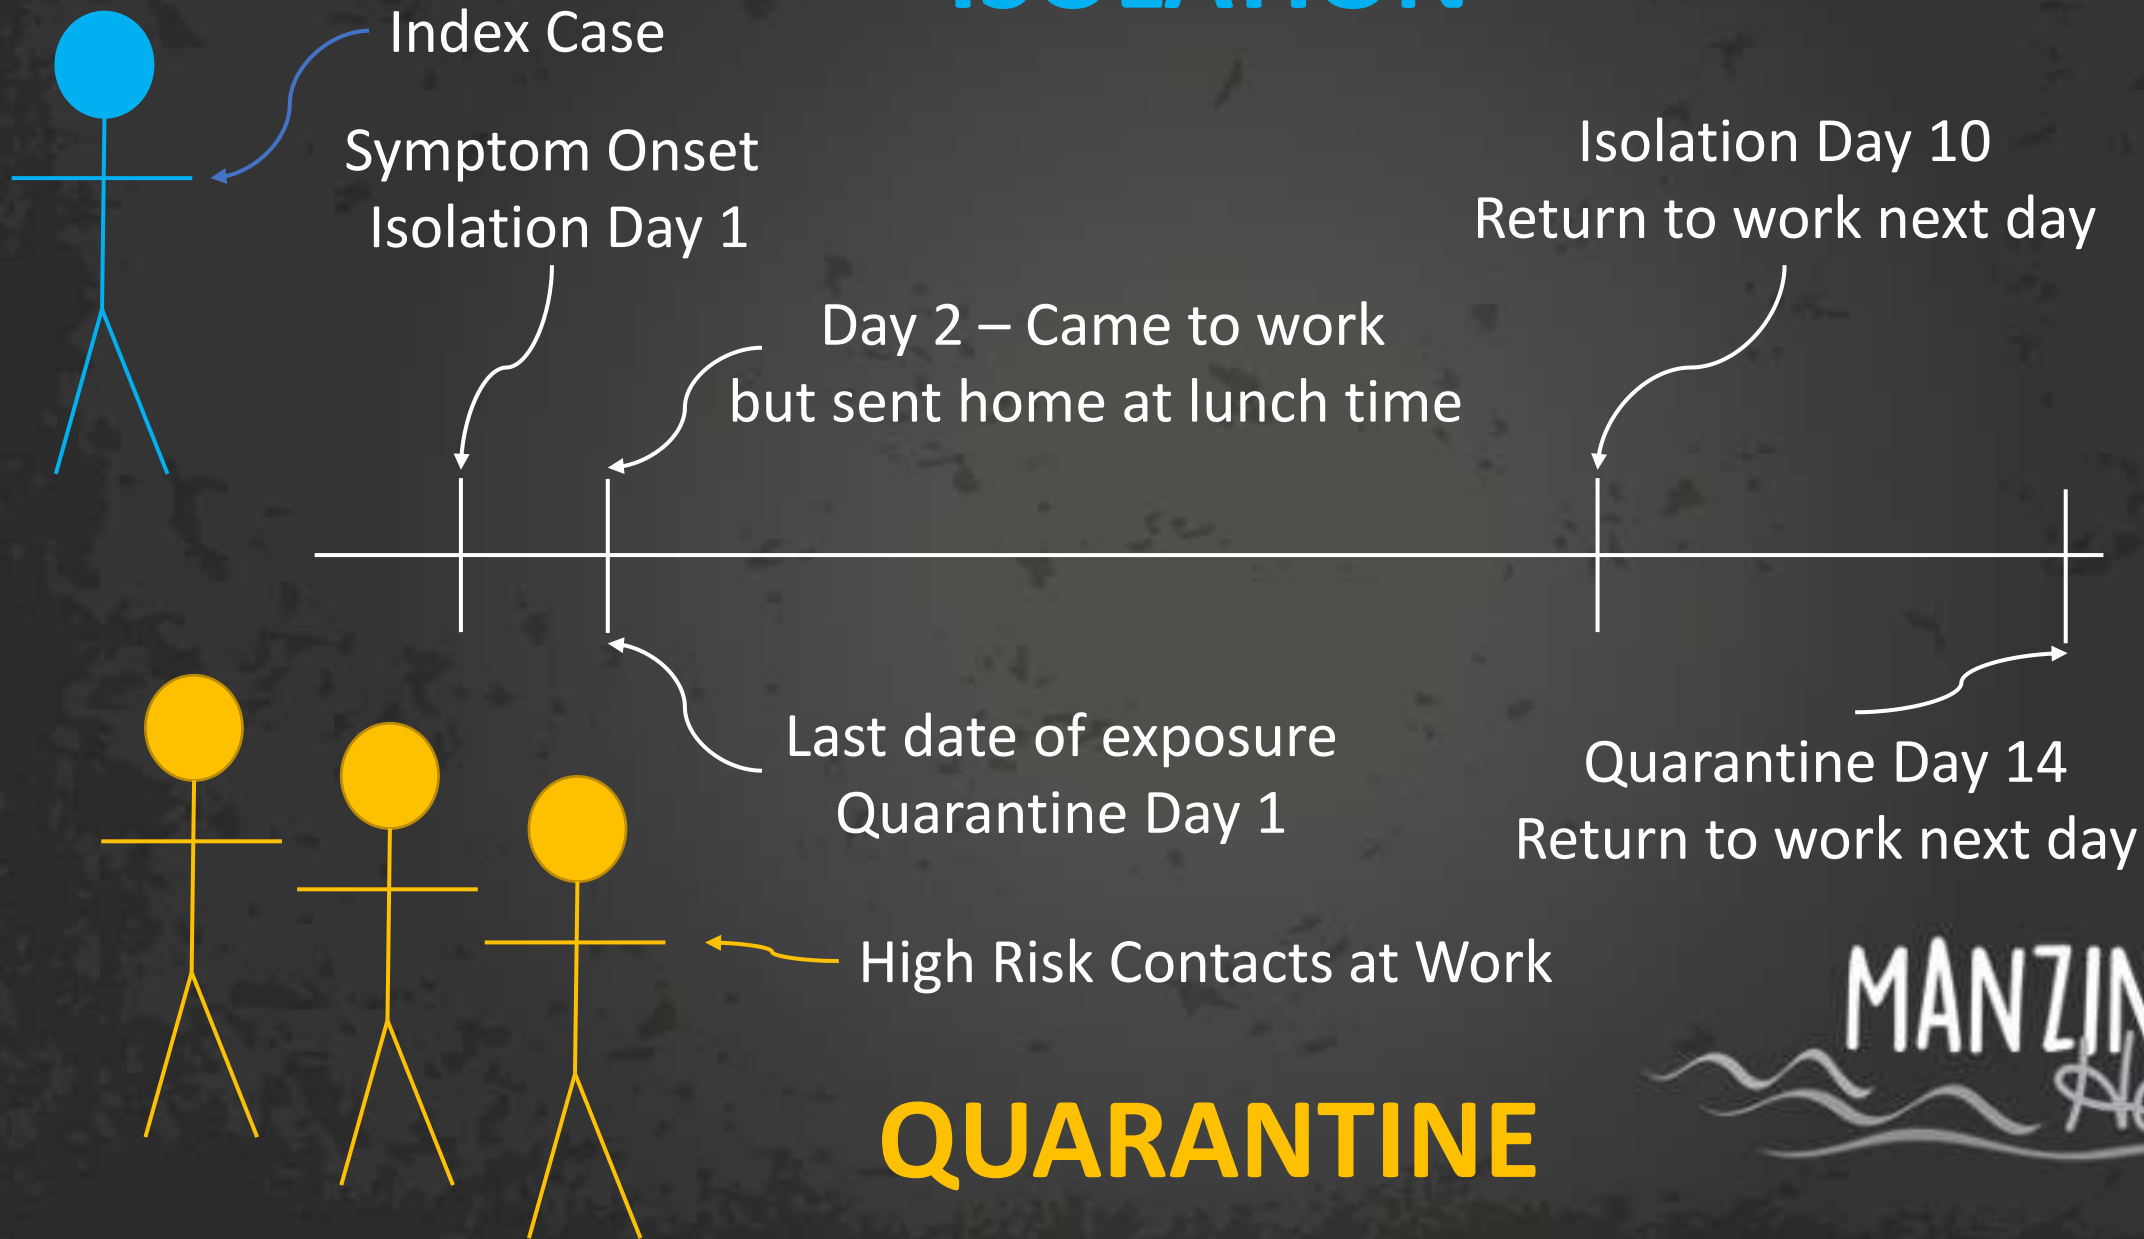 ISOLATION
Index Case
Symptom Onset
Isolation Day 1
Isolation Day 10
Return to work next day
Day 2 – Came to work
but sent home at lunch time
Last date of exposure
Quarantine Day 1
Quarantine Day 14
Return to work next day
High Risk Contacts at Work
QUARANTINE